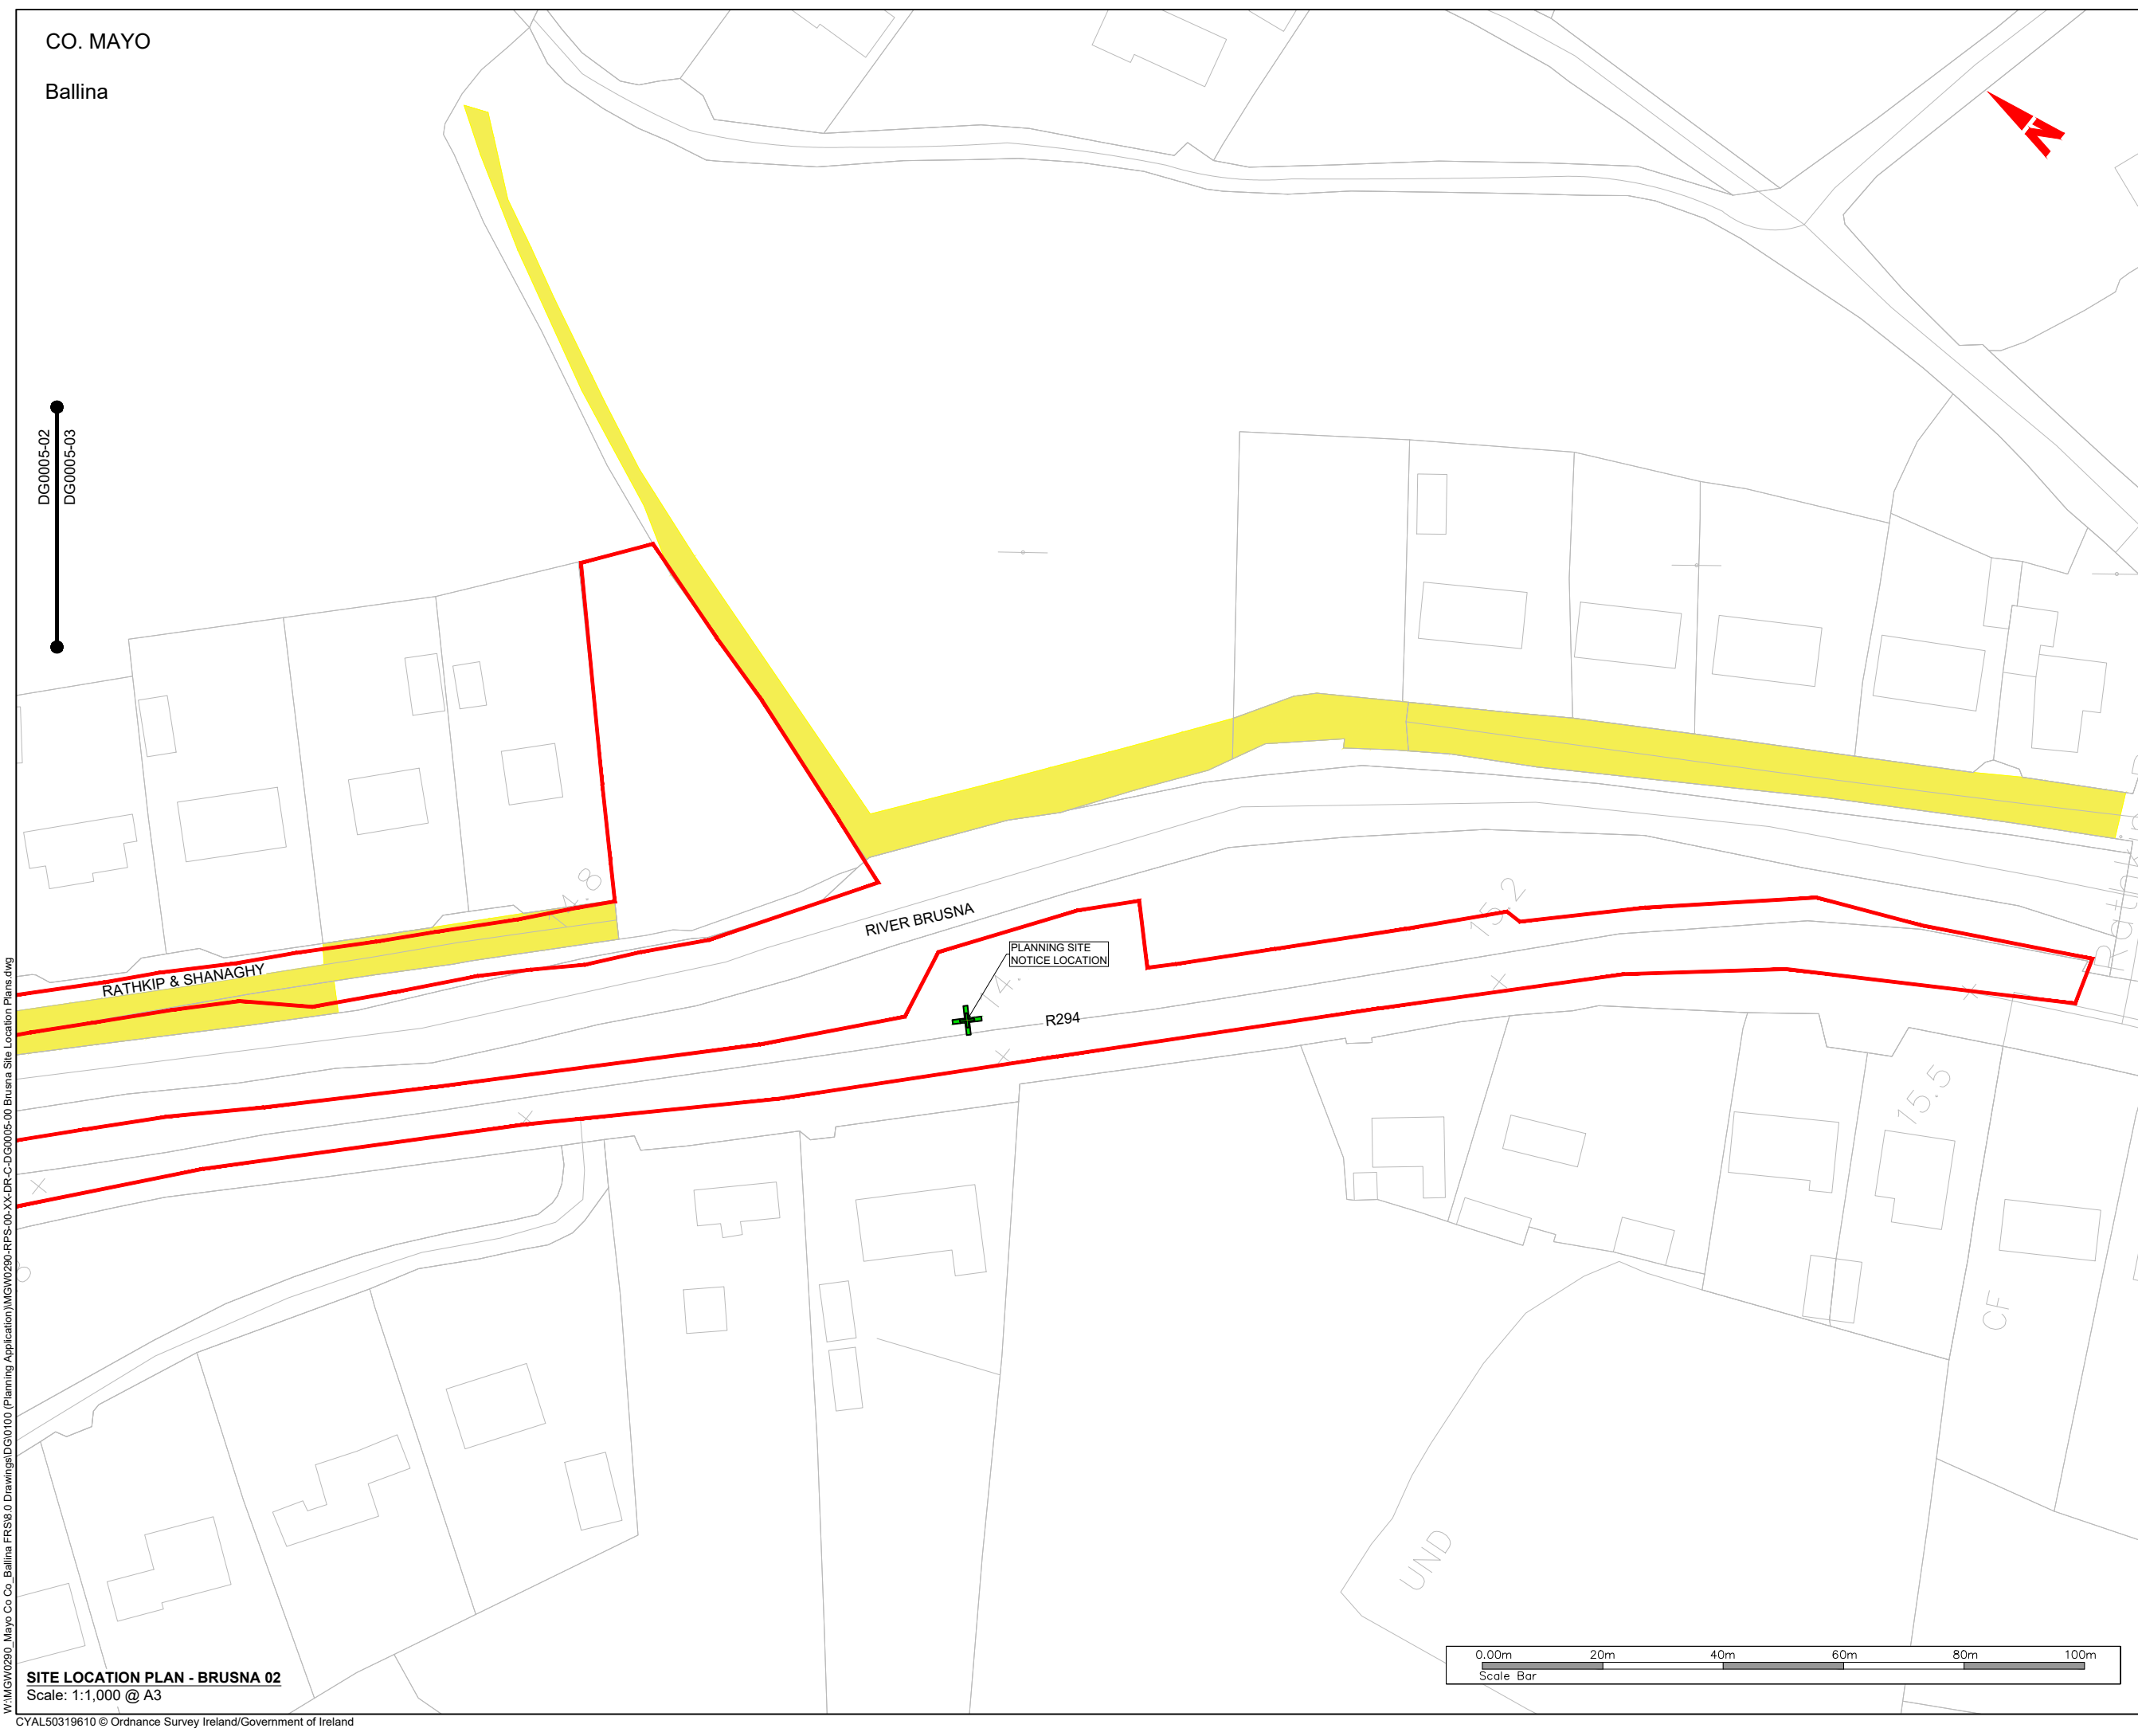 CO. MAYO
Ballina
N
DG0005-02
DG0005-03
RATHKIP & SHANAGHY
RIVER BRUSNA
PLANNING SITE
NOTICE LOCATION
R294
15.2
14.
15.5
CF
UND
0.00m 20m 40m 60m 80m 100m
Scale Bar
SITE LOCATION PLAN - BRUSNA 02
Scale: 1:1,000 @ A3
CYAL50319610 © Ordnance Survey Ireland/Government of Ireland
W:\MGW0290_Mayo Co Co_Ballina FRS\8.0 Drawings\DG\0100 (Planning Application)\MGW0290-RPS-00-XX-DR-C-DG0005-00 Brusna Site Location Plans.dwg